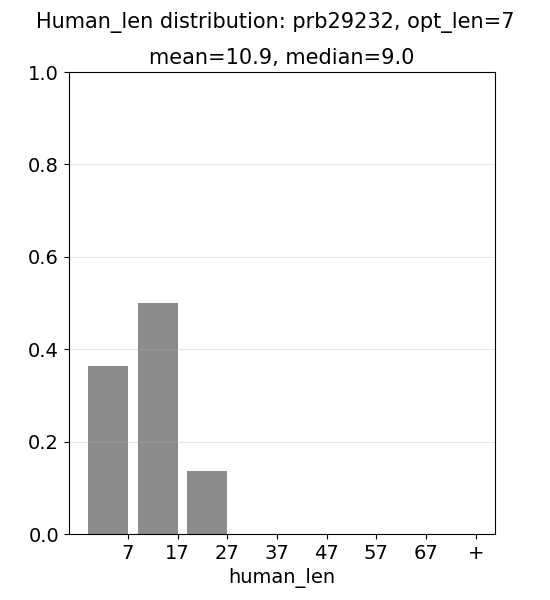 Human_len distribution: prb29232, opt_len=7
mean=10.9, median=9.0
1.0
0.8
0.6
0.4
0.2
0.0
7 17 27 37 47 57 67 +
human_len